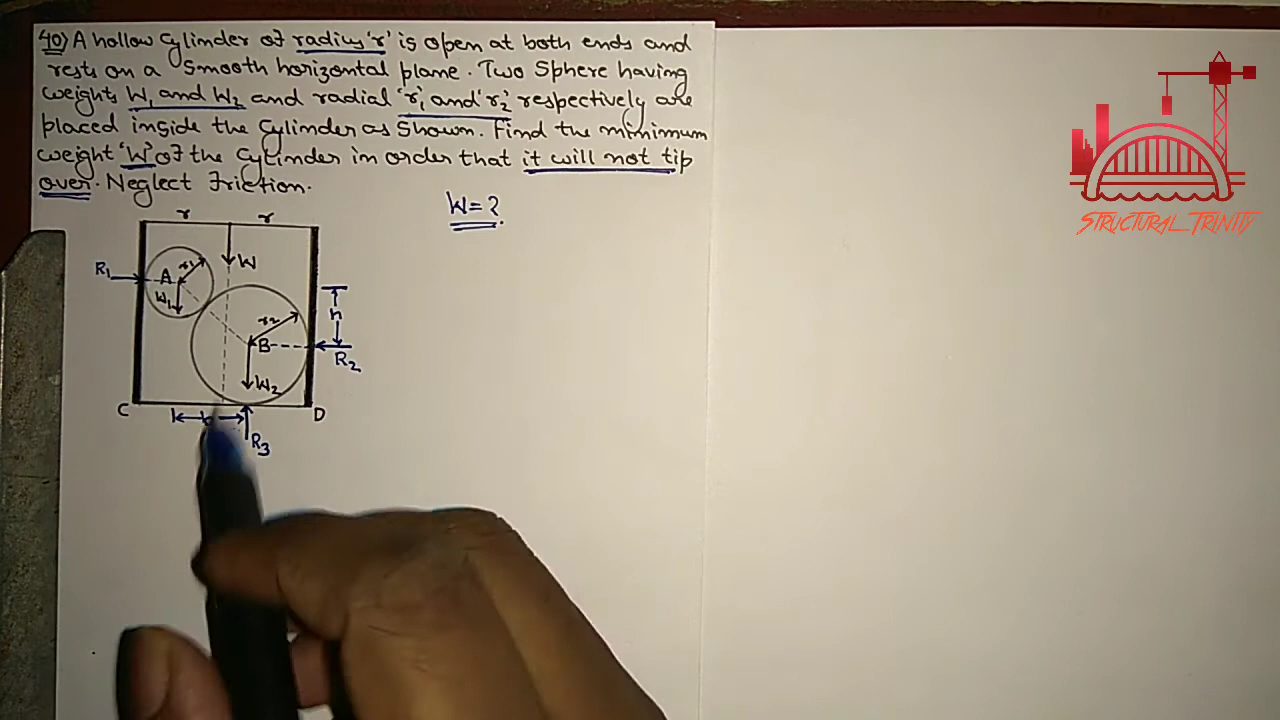 40) A hollow cylinder of radius 'r' is open at both ends and
rests on a smooth horizontal plane. Two Sphere having
weights W1 and W2 and radial 'r1' and 'r2' respectively are
placed inside the cylinder as shown. Find the minimum
weight 'W' of the cylinder in order that it will not tip
over. Neglect Friction.
W=?
r r
R1 A r1 W
W1
h
r2
B
R2
W2
C b D
R3
STRUCTURAL TRINITY